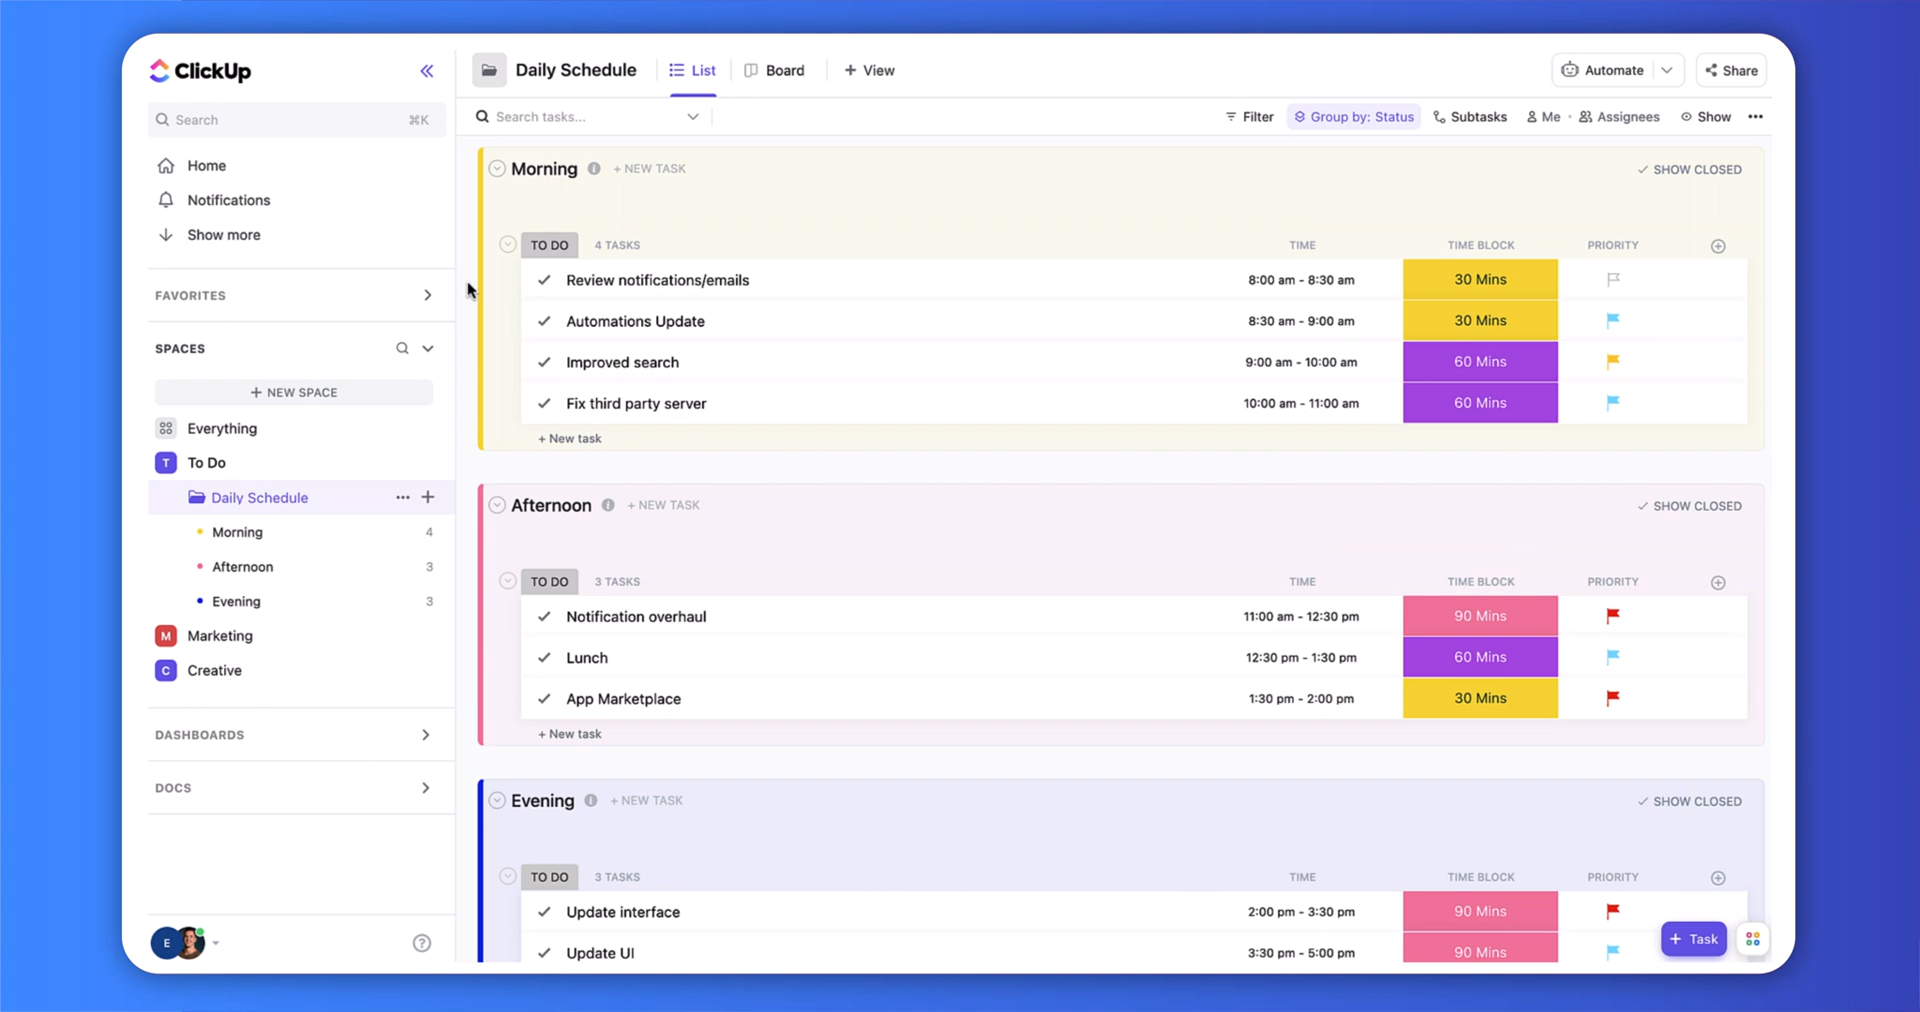 ClickUp
Search ⌘K
Home
Notifications
Show more
FAVORITES
SPACES
+ NEW SPACE
Everything
T To Do
Daily Schedule
Morning 4
Afternoon 3
Evening 3
M Marketing
C Creative
DASHBOARDS
DOCS
E
?
Daily Schedule List Board + View Automate Share
Search tasks... Filter Group by: Status Subtasks Me Assignees Show
Morning + NEW TASK SHOW CLOSED
TO DO 4 TASKS TIME TIME BLOCK PRIORITY
Review notifications/emails 8:00 am - 8:30 am 30 Mins
Automations Update 8:30 am - 9:00 am 30 Mins
Improved search 9:00 am - 10:00 am 60 Mins
Fix third party server 10:00 am - 11:00 am 60 Mins
+ New task
Afternoon + NEW TASK SHOW CLOSED
TO DO 3 TASKS TIME TIME BLOCK PRIORITY
Notification overhaul 11:00 am - 12:30 pm 90 Mins
Lunch 12:30 pm - 1:30 pm 60 Mins
App Marketplace 1:30 pm - 2:00 pm 30 Mins
+ New task
Evening + NEW TASK SHOW CLOSED
TO DO 3 TASKS TIME TIME BLOCK PRIORITY
Update interface 2:00 pm - 3:30 pm 90 Mins
Update UI 3:30 pm - 5:00 pm 90 Mins
+ Task